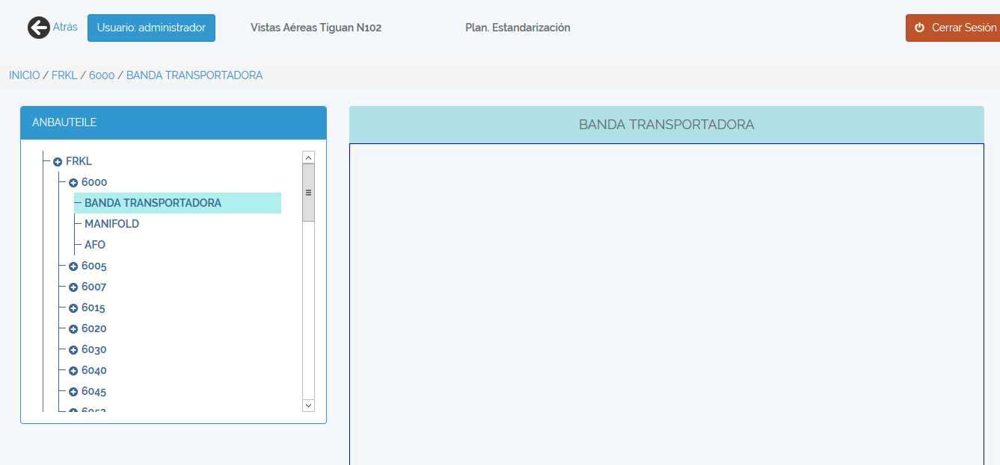 Atrás
Usuario: administrador
Vistas Aéreas Tiguan N102
Plan. Estandarización
Cerrar Sesión
INICIO / FRKL / 6000 / BANDA TRANSPORTADORA
ANBAUTEILE
BANDA TRANSPORTADORA
FRKL
6000
BANDA TRANSPORTADORA
MANIFOLD
AFO
6005
6007
6015
6020
6030
6040
6045